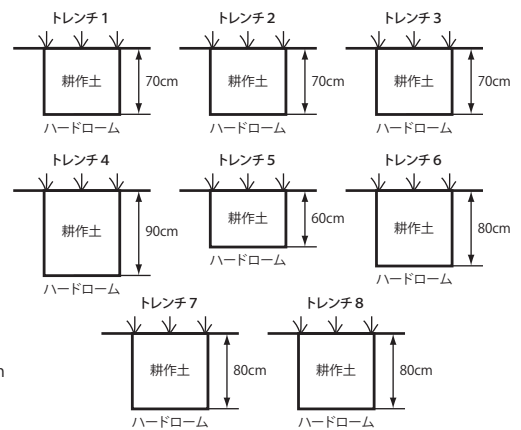 トレンチ1 トレンチ2 トレンチ3
耕作土 70cm 耕作土 70cm 耕作土 70cm
ハードローム ハードローム ハードローム
トレンチ4 トレンチ5 トレンチ6
耕作土 90cm 耕作土 60cm 耕作土 80cm
ハードローム ハードローム ハードローム
トレンチ7 トレンチ8
耕作土 80cm 耕作土 80cm
ハードローム ハードローム